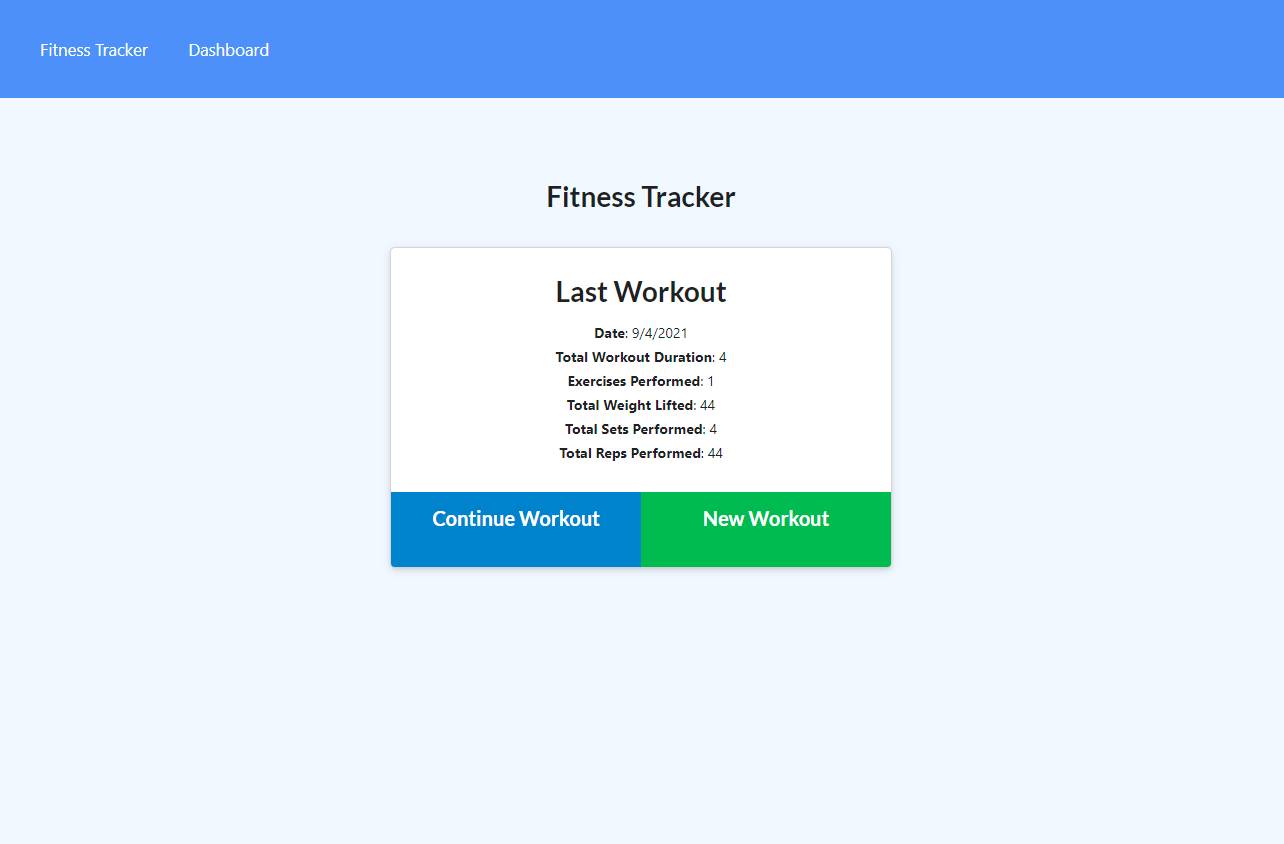 Fitness Tracker Dashboard
Fitness Tracker
Last Workout
Date: 9/4/2021
Total Workout Duration: 4
Exercises Performed: 1
Total Weight Lifted: 44
Total Sets Performed: 4
Total Reps Performed: 44
Continue Workout New Workout